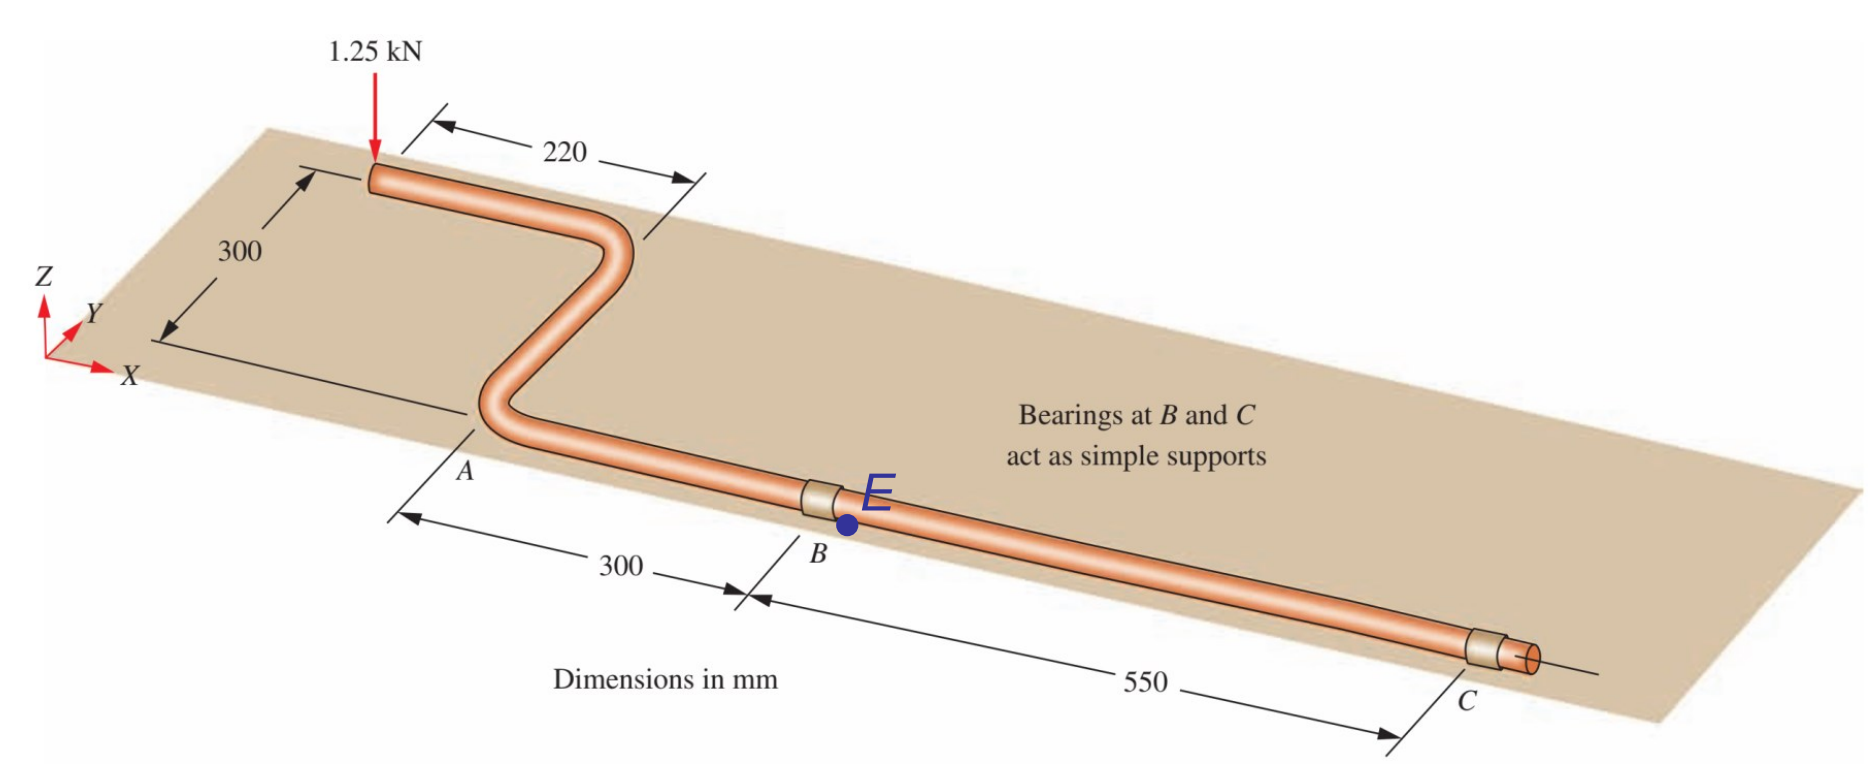 1.25 kN
220
300
Z
Y
X
Bearings at B and C
act as simple supports
A
E
B
300
Dimensions in mm
550
C